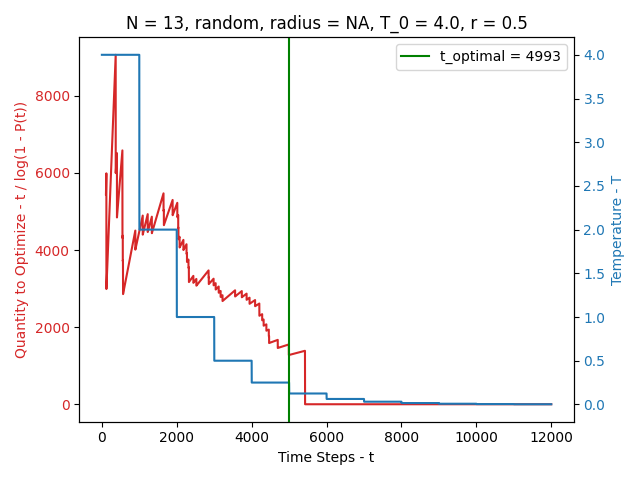 N = 13, random, radius = NA, T_0 = 4.0, r = 0.5
t_optimal = 4993
Quantity to Optimize - t / log(1 - P(t))
8000
6000
4000
2000
0
4.0
3.5
3.0
2.5
2.0
1.5
1.0
0.5
0.0
Temperature - T
0 2000 4000 6000 8000 10000 12000
Time Steps - t